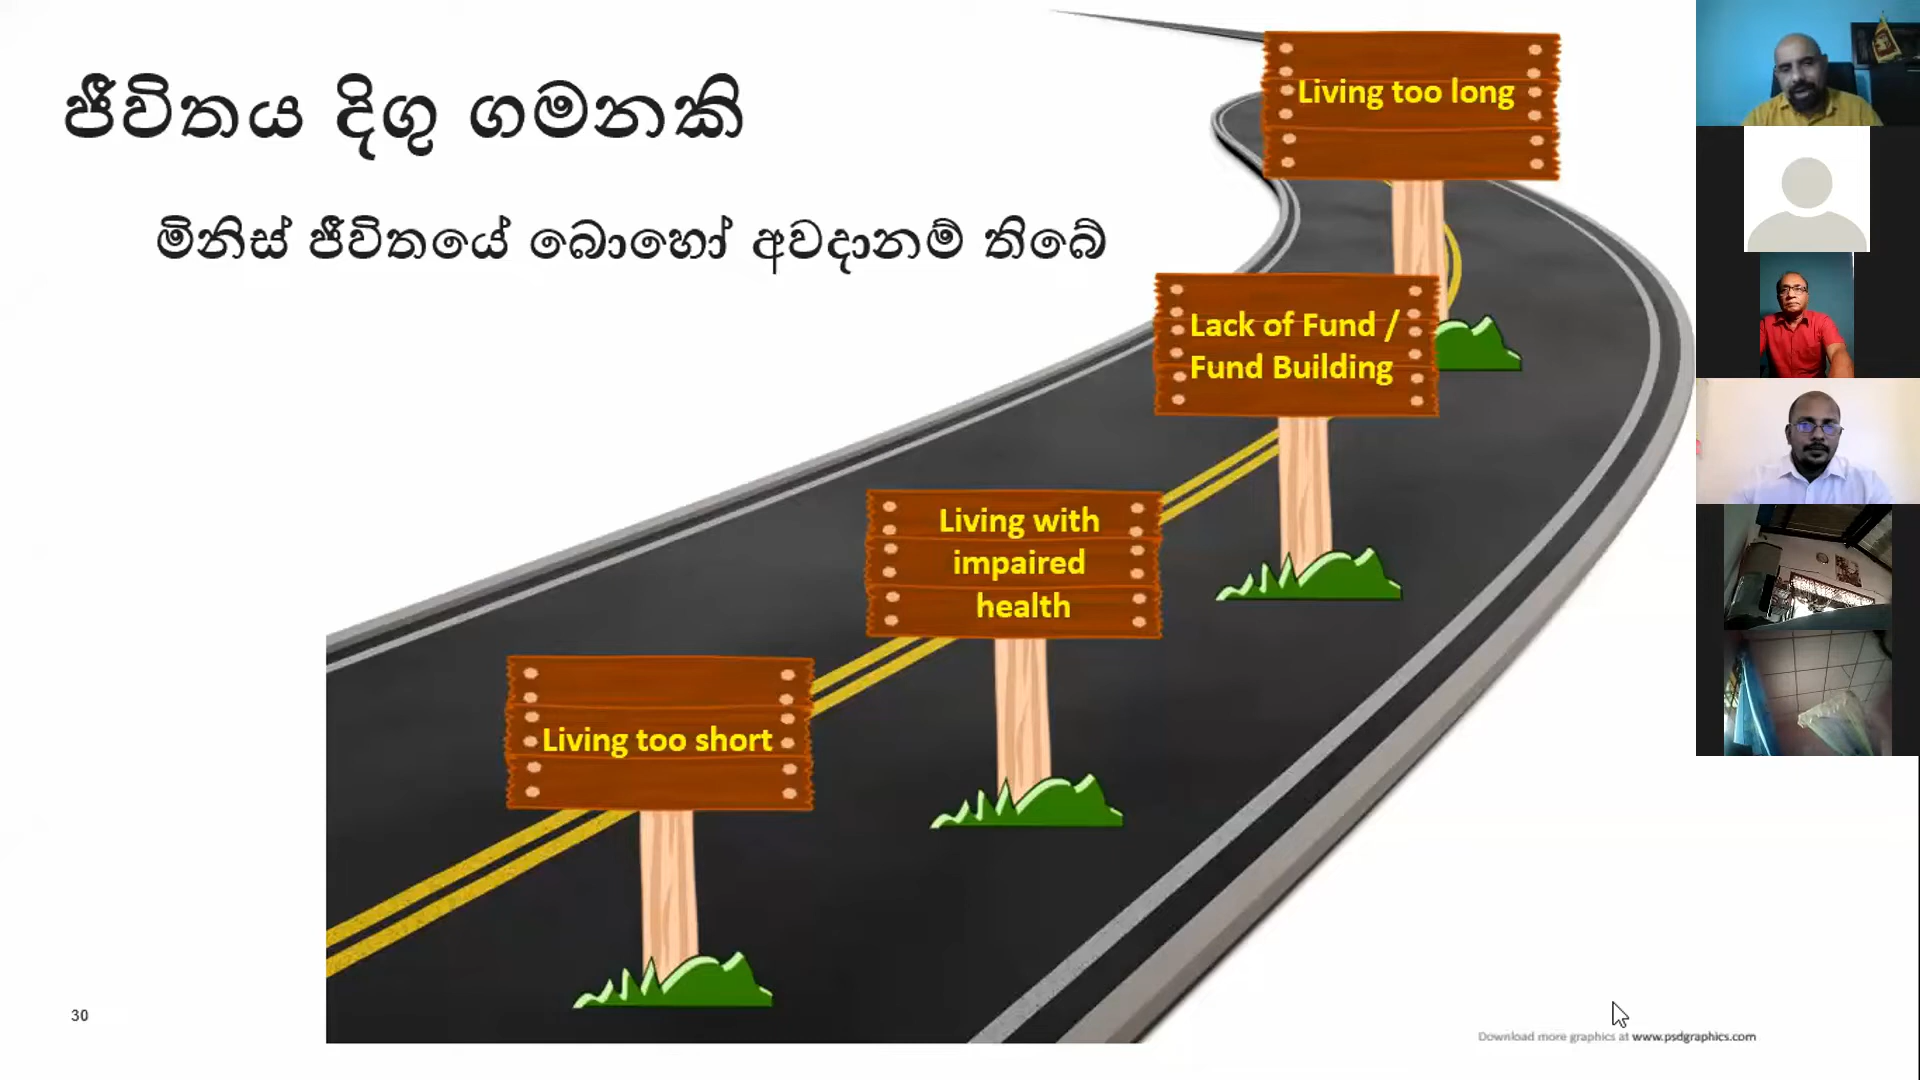 ජීවිතය දිගු ගමනකි
මිනිස් ජීවිතයේ බොහෝ අවදානම් තිබේ
Living too long
Lack of Fund /
Fund Building
Living with
impaired
health
Living too short
30
Download more graphics at www.psdgraphics.com